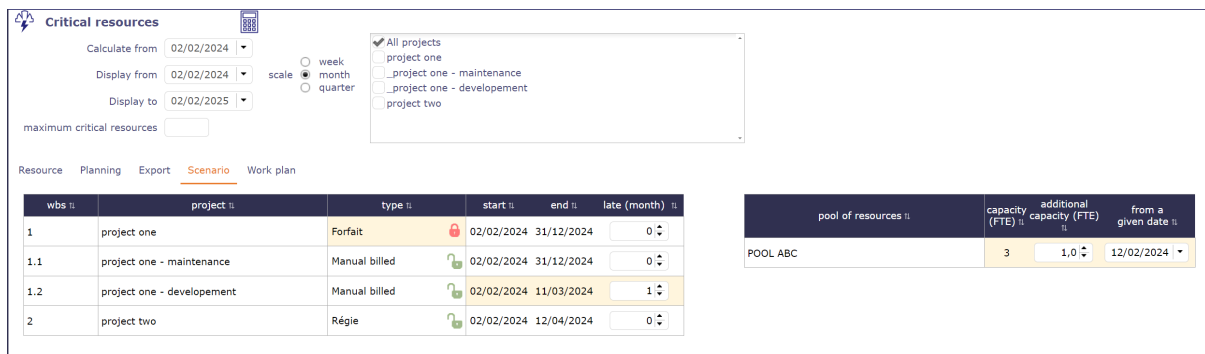 Critical resources
Calculate from 02/02/2024
Display from 02/02/2024
Display to 02/02/2025
maximum critical resources
scale
week
month
quarter
All projects
project one
_project one - maintenance
_project one - developement
project two
Resource Planning Export Scenario Work plan
wbs project type start end late (month)
1 project one Forfait 02/02/2024 31/12/2024 0
1.1 project one - maintenance Manual billed 02/02/2024 31/12/2024 0
1.2 project one - developement Manual billed 02/02/2024 11/03/2024 1
2 project two Régie 02/02/2024 12/04/2024 0
pool of resources capacity (FTE) additional capacity (FTE) from a given date
POOL ABC 3 1,0 12/02/2024